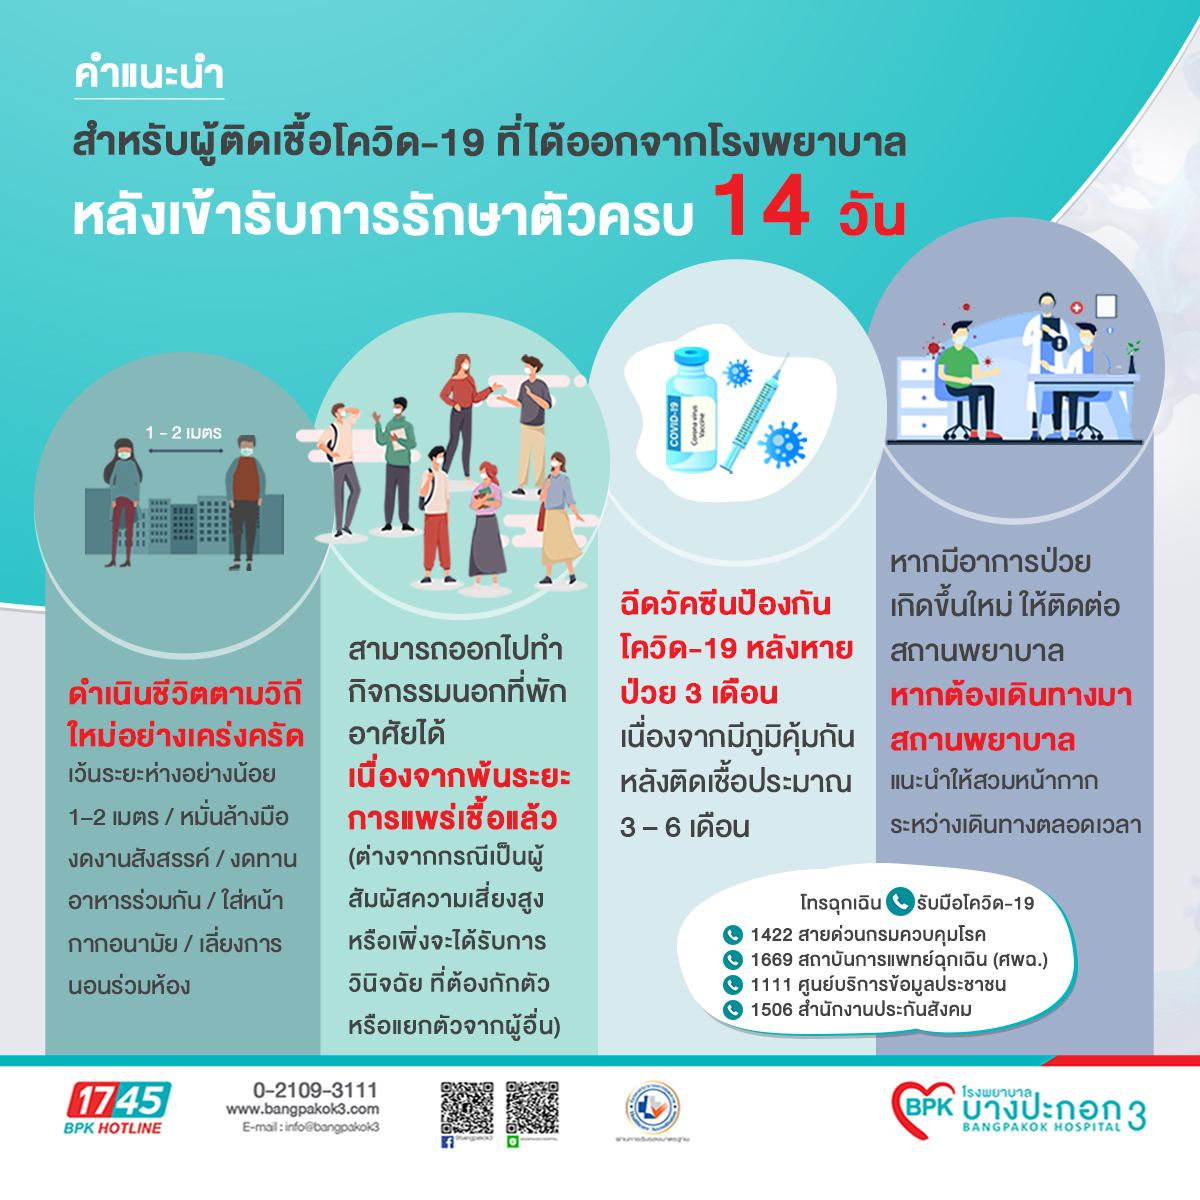 คำแนะนำ
สำหรับผู้ติดเชื้อโควิด-19 ที่ได้ออกจากโรงพยาบาล
หลังเข้ารับการรักษาตัวครบ 14 วัน
1 - 2 เมตร
ดำเนินชีวิตตามวิถี
ใหม่อย่างเคร่งครัด
เว้นระยะห่างอย่างน้อย
1-2 เมตร / หมั่นล้างมือ
งดงานสังสรรค์ / งดทาน
อาหารร่วมกัน / ใส่หน้า
กากอนามัย / เลี่ยงการ
นอนร่วมห้อง
สามารถออกไปทำ
กิจกรรมนอกที่พัก
อาศัยได้
เนื่องจากพ้นระยะ
การแพร่เชื้อแล้ว
(ต่างจากกรณีเป็นผู้
สัมผัสความเสี่ยงสูง
หรือเพิ่งจะได้รับการ
วินิจฉัย ที่ต้องกักตัว
หรือแยกตัวจากผู้อื่น)
COVID-19
Corona virus
Vaccine
ฉีดวัคซีนป้องกัน
โควิด-19 หลังหาย
ป่วย 3 เดือน
เนื่องจากมีภูมิคุ้มกัน
หลังติดเชื้อประมาณ
3 – 6 เดือน
หากมีอาการป่วย
เกิดขึ้นใหม่ ให้ติดต่อ
สถานพยาบาล
หากต้องเดินทางมา
สถานพยาบาล
แนะนำให้สวมหน้ากาก
ระหว่างเดินทางตลอดเวลา
โทรฉุกเฉิน รับมือโควิด-19
1422 สายด่วนกรมควบคุมโรค
1669 สถาบันการแพทย์ฉุกเฉิน (ศพฉ.)
1111 ศูนย์บริการข้อมูลประชาชน
1506 สำนักงานประกันสังคม
1745
BPK HOTLINE
0-2109-3111
www.bangpakok3.com
E-mail : info@bangpakok3
@bangpakok3
BANGPAKOK3 HOSPITAL
ผ่านการรับรองมาตรฐาน
BPK
โรงพยาบาล
บางปะกอก 3
BANGPAKOK HOSPITAL